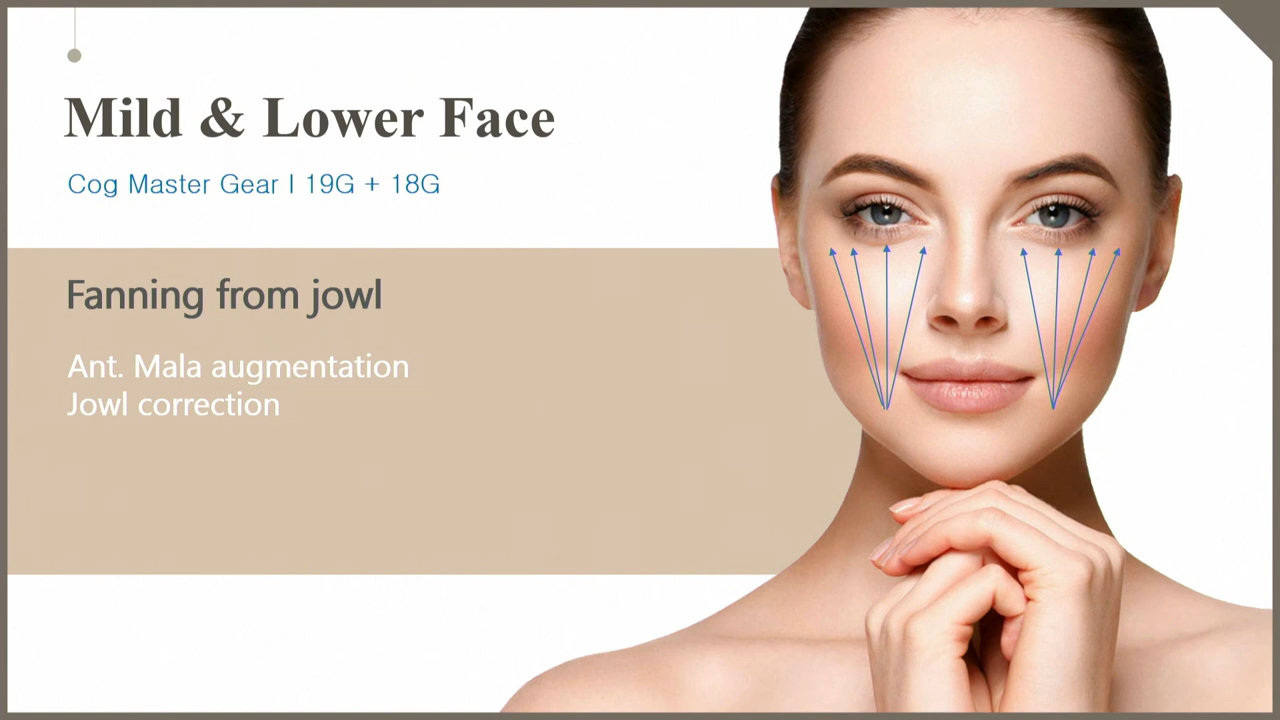 Mild & Lower Face
Cog Master Gear l 19G + 18G
Fanning from jowl
Ant. Mala augmentation
Jowl correction